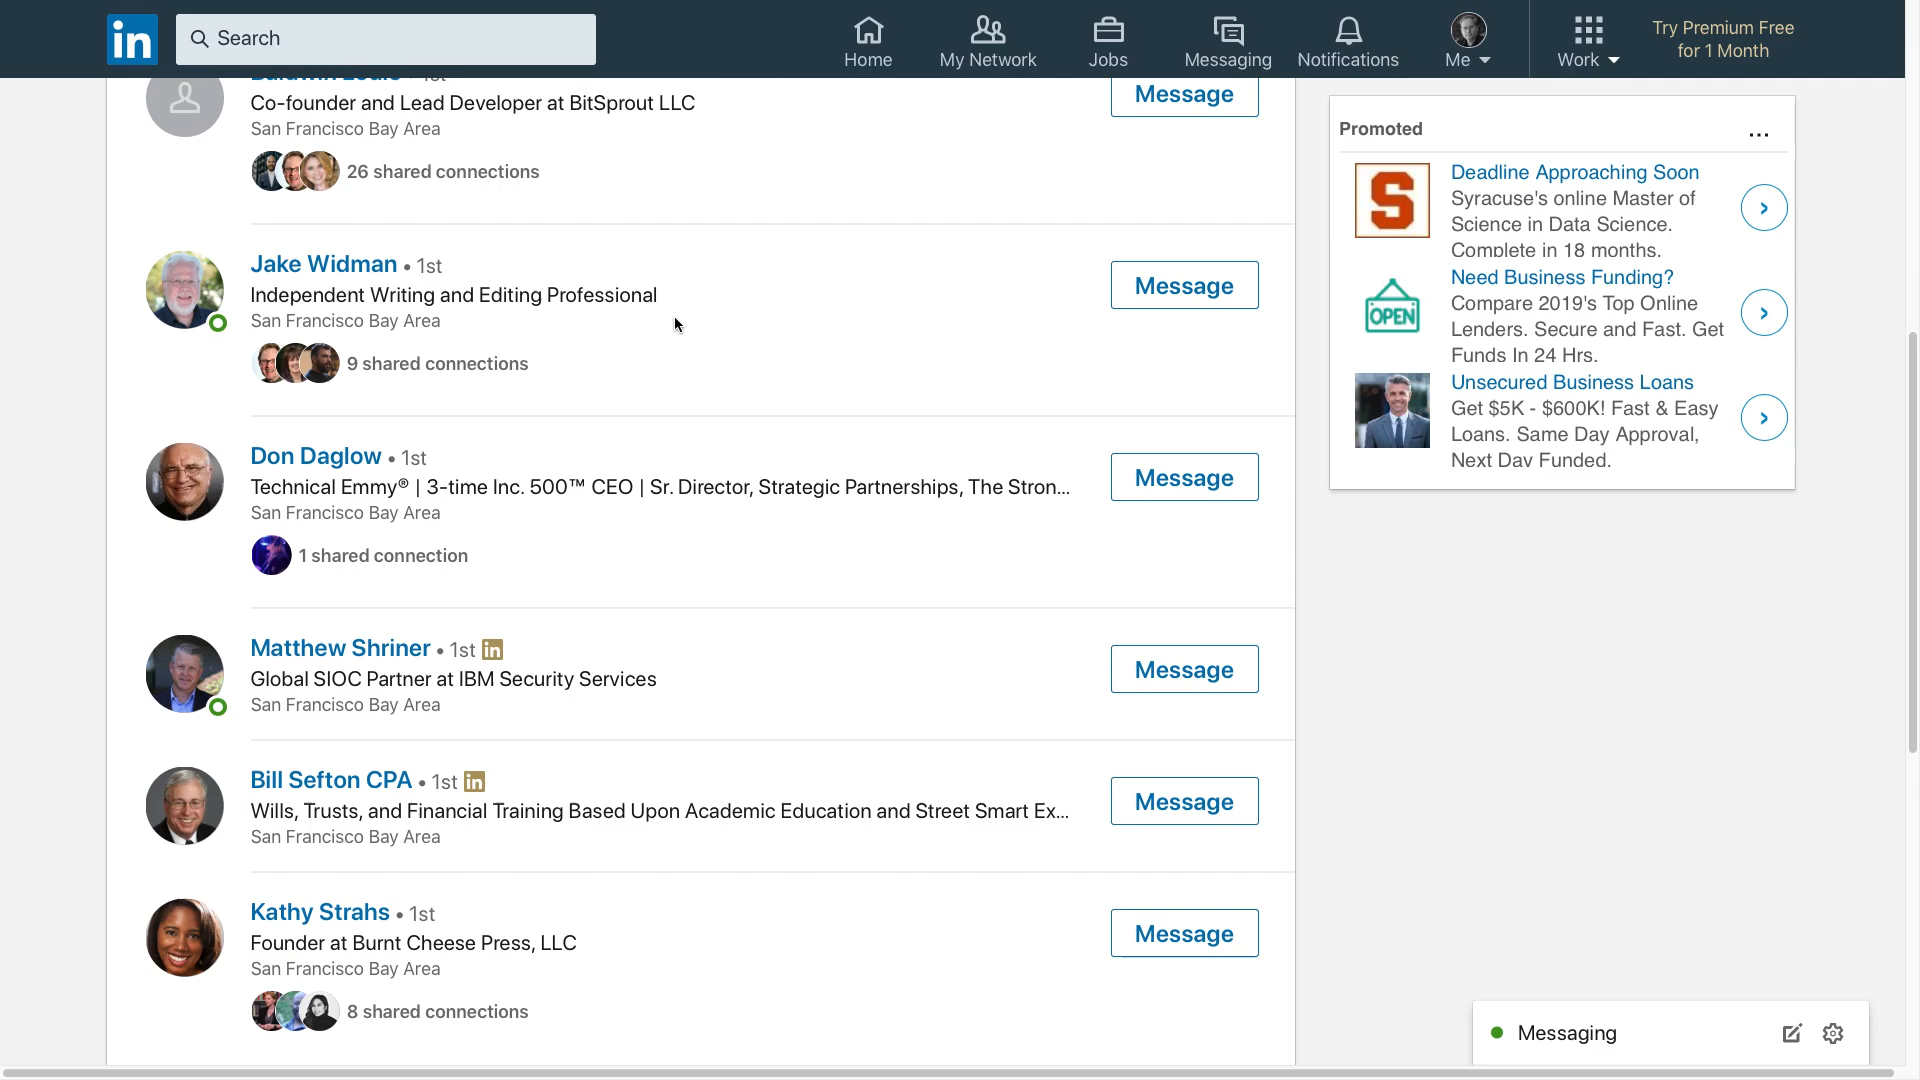 in
Search
Home
My Network
Jobs
Messaging
Notifications
Me
Work
Try Premium Free
for 1 Month
Co-founder and Lead Developer at BitSprout LLC
San Francisco Bay Area
26 shared connections
Message
Jake Widman • 1st
Independent Writing and Editing Professional
San Francisco Bay Area
9 shared connections
Message
Don Daglow • 1st
Technical Emmy® | 3-time Inc. 500™ CEO | Sr. Director, Strategic Partnerships, The Stron...
San Francisco Bay Area
1 shared connection
Message
Matthew Shriner • 1st in
Global SIOC Partner at IBM Security Services
San Francisco Bay Area
Message
Bill Sefton CPA • 1st in
Wills, Trusts, and Financial Training Based Upon Academic Education and Street Smart Ex...
San Francisco Bay Area
Message
Kathy Strahs • 1st
Founder at Burnt Cheese Press, LLC
San Francisco Bay Area
8 shared connections
Message
Promoted
...
S
Deadline Approaching Soon
Syracuse's online Master of
Science in Data Science.
Complete in 18 months.
OPEN
Need Business Funding?
Compare 2019's Top Online
Lenders. Secure and Fast. Get
Funds In 24 Hrs.
Unsecured Business Loans
Get $5K - $600K! Fast & Easy
Loans. Same Day Approval,
Next Day Funded.
Messaging